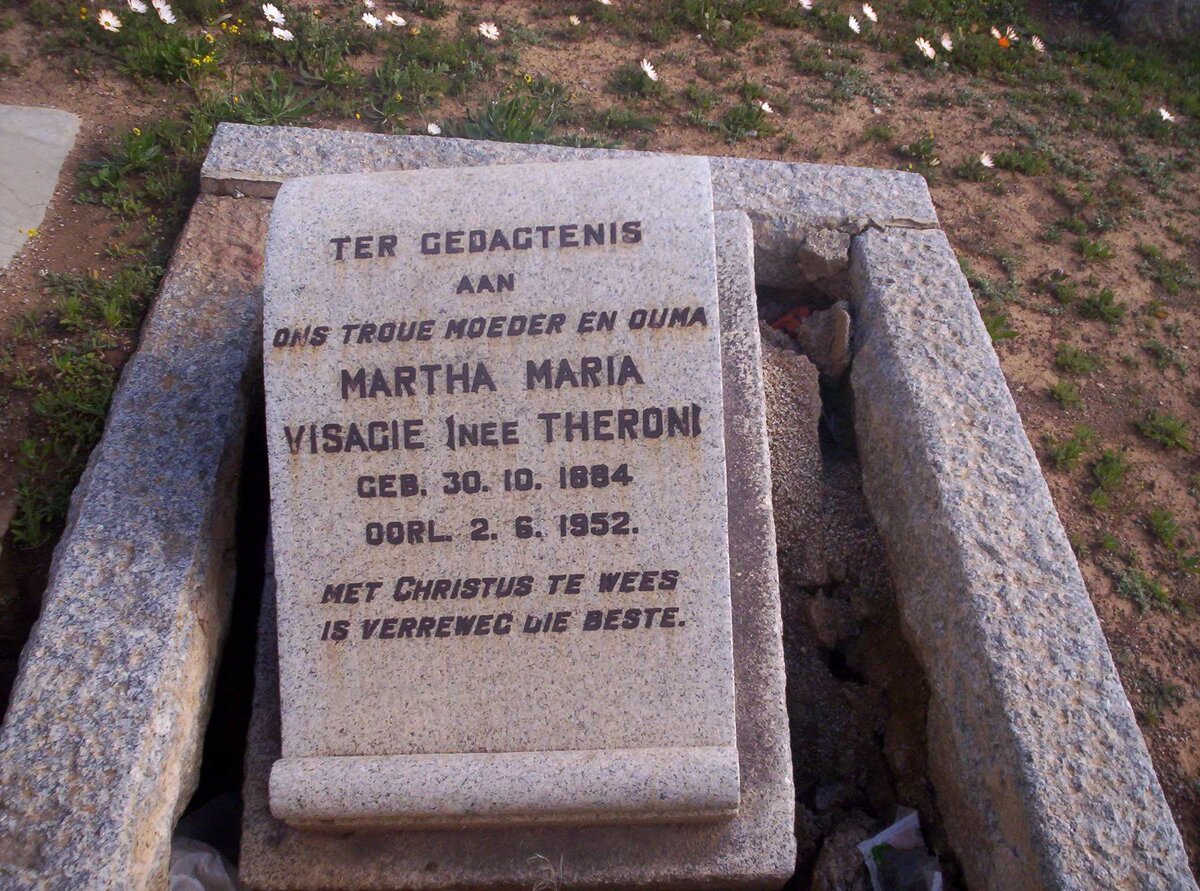 TER GEDAGTENIS
AAN
ONS TROUE MOEDER EN OUMA
MARTHA MARIA
VISAGIE (NEE THERON)
GEB. 30. 10. 1884
OORL. 2. 6. 1952.
MET CHRISTUS TE WEES
IS VERREWEG DIE BESTE.